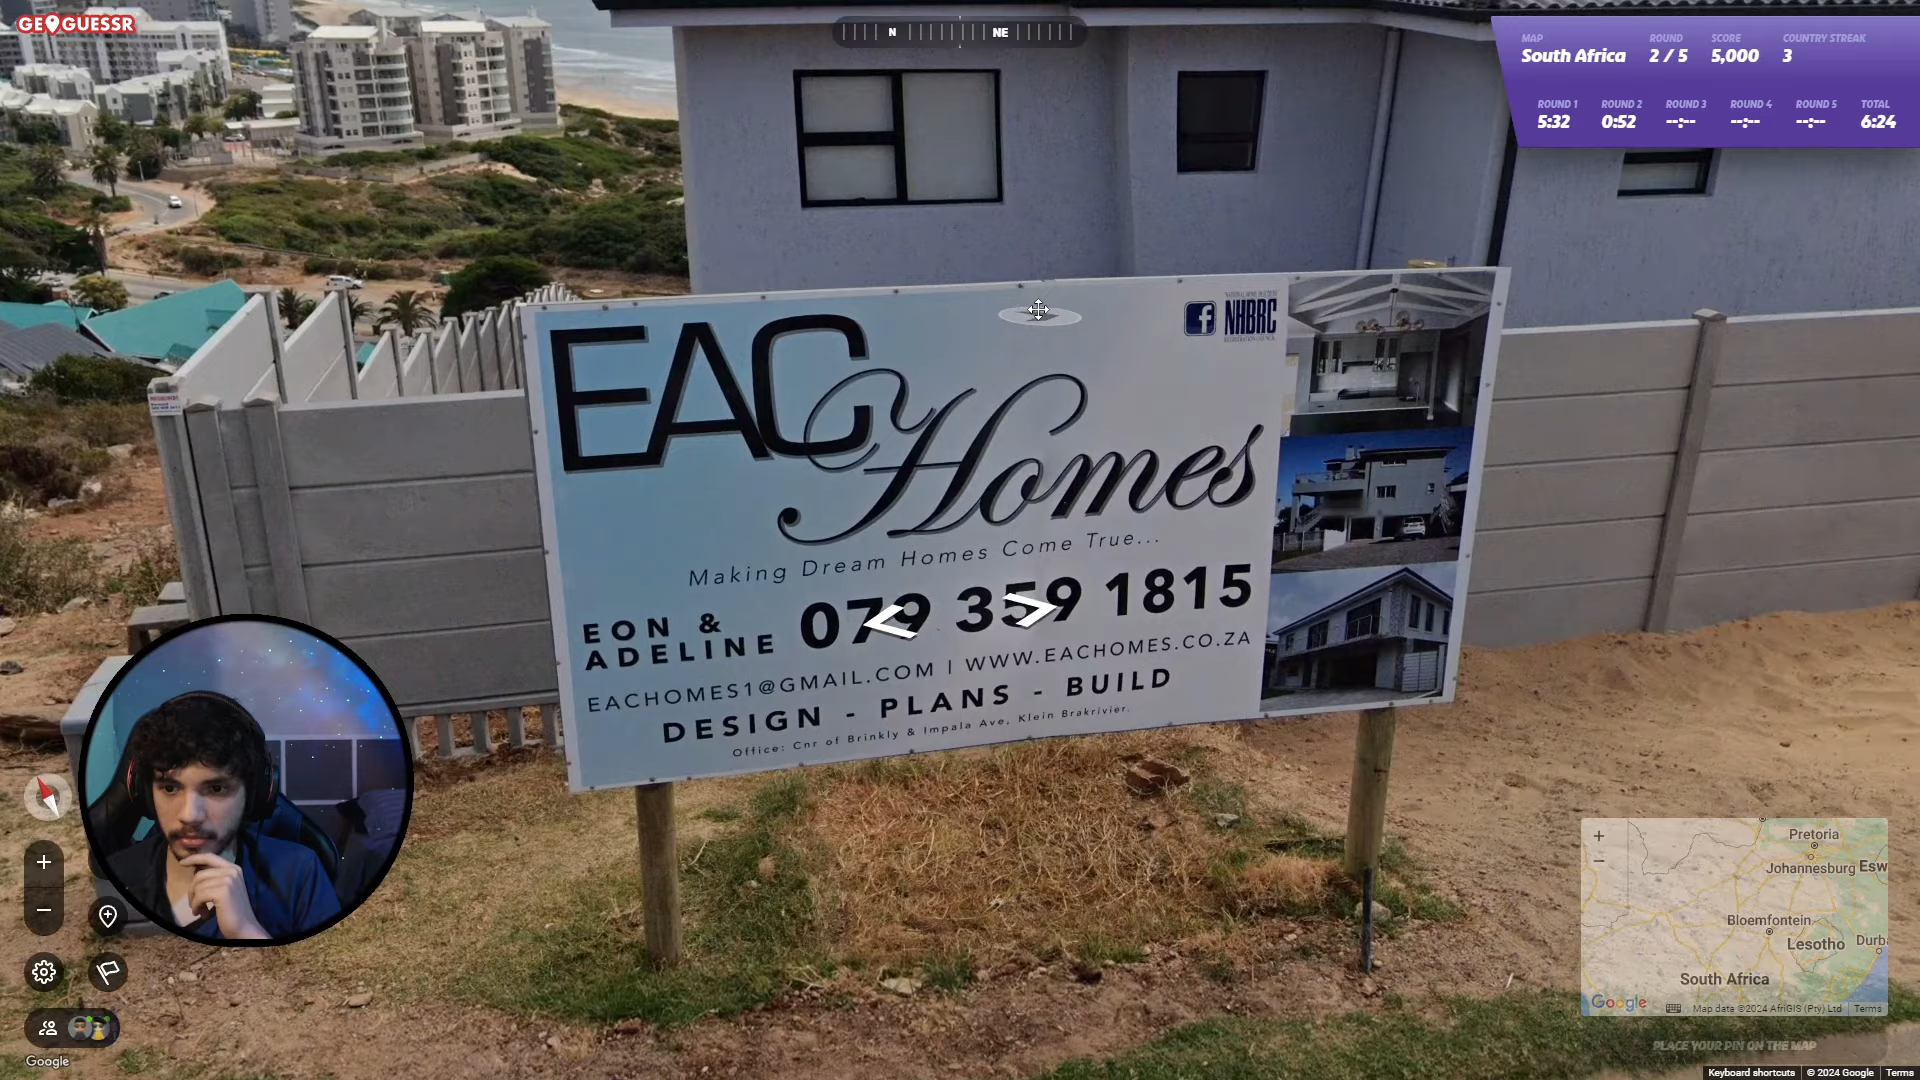 GEOGUESSR
N
NE
MAP
South Africa
ROUND
2 / 5
SCORE
5,000
COUNTRY STREAK
3
ROUND 1
5:32
ROUND 2
0:52
ROUND 3
--:--
ROUND 4
--:--
ROUND 5
--:--
TOTAL
6:24
EAC
Homes
NHBRC
Making Dream Homes Come True...
EON &
ADELINE
079 359 1815
EACHOMES1@GMAIL.COM | WWW.EACHOMES.CO.ZA
DESIGN - PLANS - BUILD
Office: Cnr of Brinkly & Impala Ave, Klein Brakrivier.
Pretoria
Johannesburg
Esw
Bloemfontein
Lesotho
Durb
South Africa
Google
Map data ©2024 AfriGIS (Pty) Ltd
Terms
PLACE YOUR PIN ON THE MAP
Google
Keyboard shortcuts
© 2024 Google
Terms